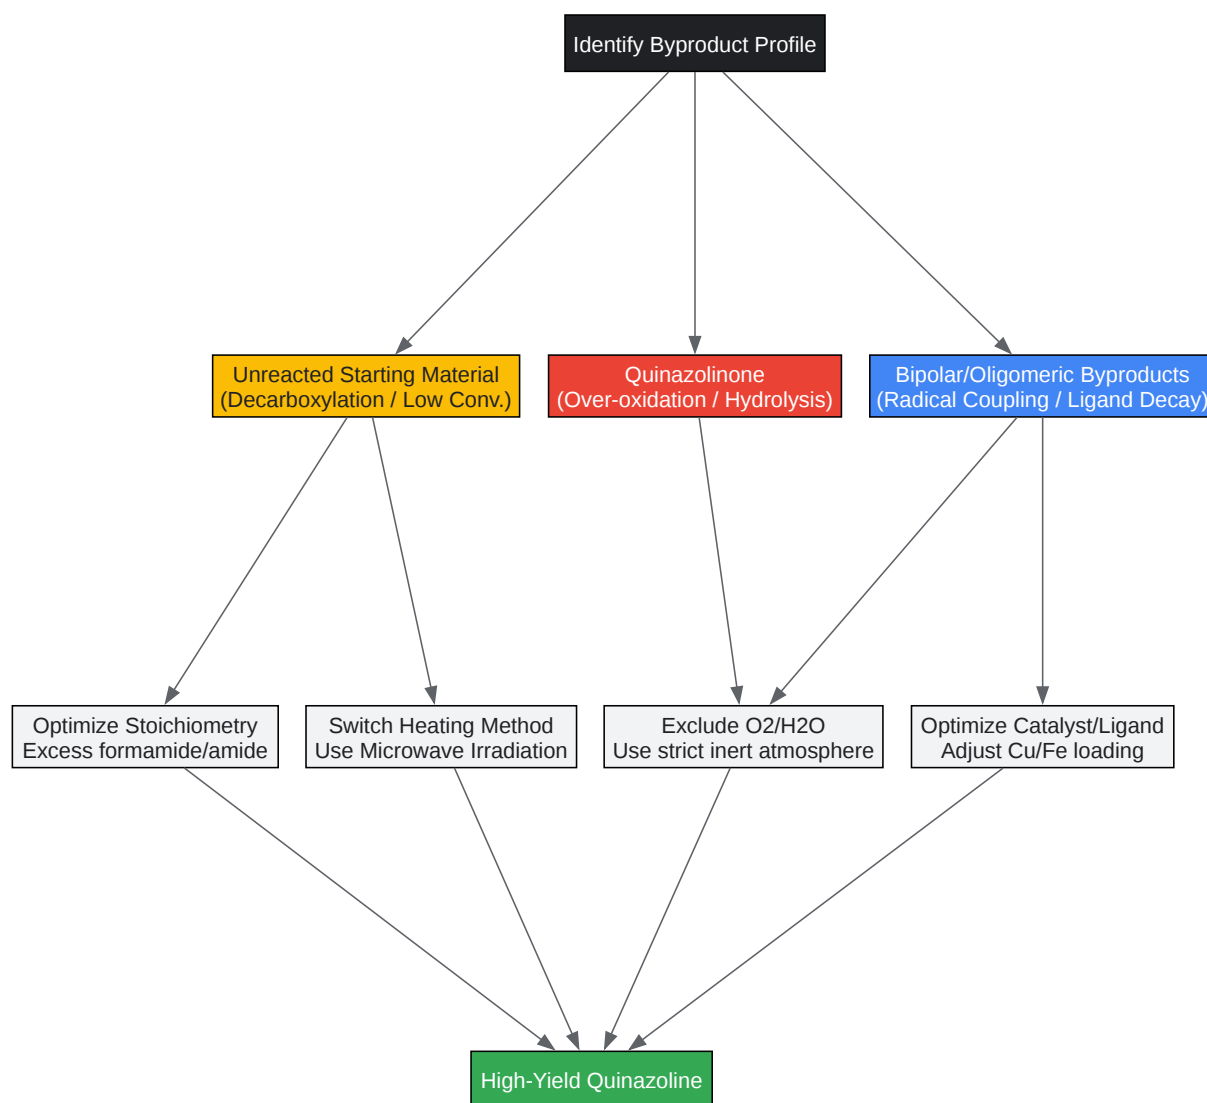 Identify Byproduct Profile
Unreacted Starting Material
(Decarboxylation / Low Conv.)
Quinazolinone
(Over-oxidation / Hydrolysis)
Bipolar/Oligomeric Byproducts
(Radical Coupling / Ligand Decay)
Optimize Stoichiometry
Excess formamide/amide
Switch Heating Method
Use Microwave Irradiation
Exclude O2/H2O
Use strict inert atmosphere
Optimize Catalyst/Ligand
Adjust Cu/Fe loading
High-Yield Quinazoline